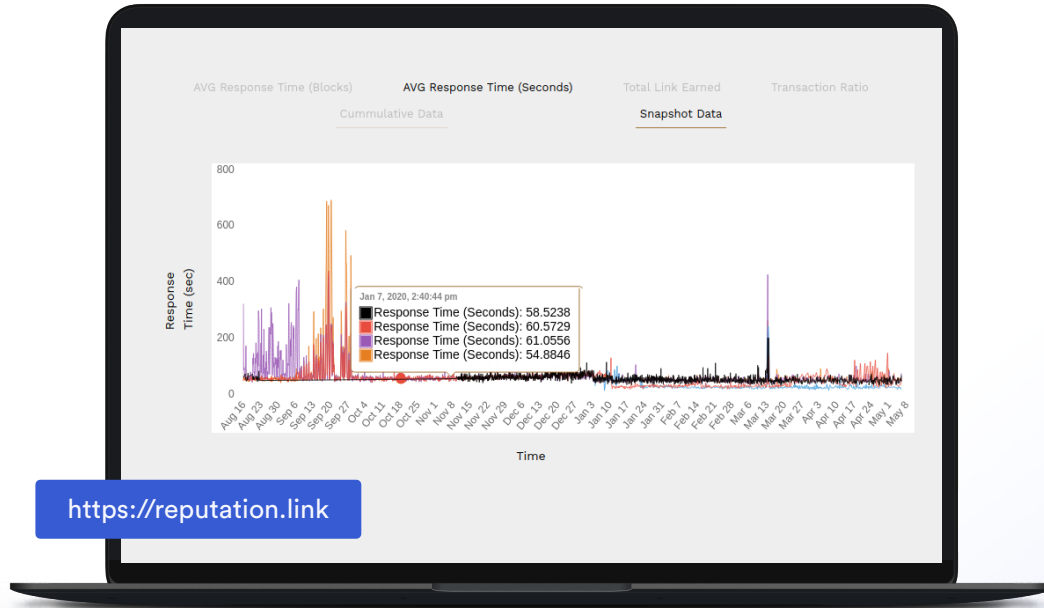 AVG Response Time (Blocks)
AVG Response Time (Seconds)
Total Link Earned
Transaction Ratio
Cummulative Data
Snapshot Data
800
600
400
200
0
Response
Time (sec)
Jan 7, 2020, 2:40:44 pm
Response Time (Seconds): 58.5238
Response Time (Seconds): 60.5729
Response Time (Seconds): 61.0556
Response Time (Seconds): 54.8846
Aug 16
Aug 23
Aug 30
Sep 6
Sep 13
Sep 20
Sep 27
Oct 4
Oct 11
Oct 18
Oct 25
Nov 1
Nov 8
Nov 15
Nov 22
Nov 29
Dec 6
Dec 13
Dec 20
Dec 27
Jan 3
Jan 10
Jan 17
Jan 24
Jan 31
Feb 7
Feb 14
Feb 21
Feb 28
Mar 6
Mar 13
Mar 20
Mar 27
Apr 3
Apr 10
Apr 17
Apr 24
May 1
May 8
Time
https://reputation.link